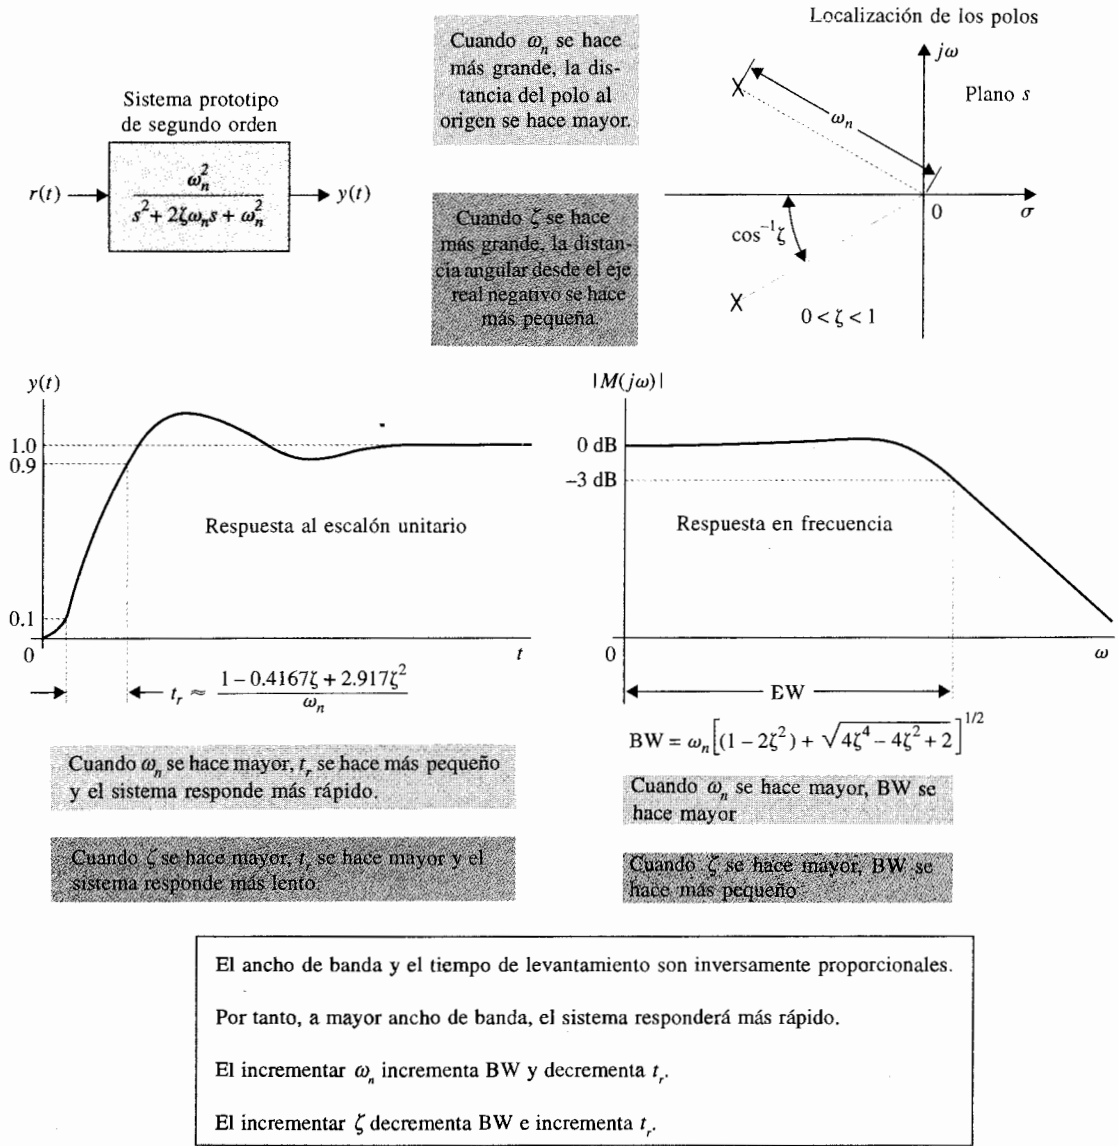 Localización de los polos
Cuando ωn se hace
más grande, la dis-
tancia del polo al
origen se hace mayor.
jω
Plano s
ωn
Sistema prototipo
de segundo orden
r(t)
ωn²
s² + 2ζωns + ωn²
y(t)
0
σ
Cuando ζ se hace
más grande, la distan-
cia angular desde el eje
real negativo se hace
más pequeña.
cos⁻¹ζ
0 < ζ < 1
y(t)
1.0
0.9
Respuesta al escalón unitario
0.1
0
t
tr ≈ (1 – 0.4167ζ + 2.917ζ²) / ωn
|M(jω)|
0 dB
–3 dB
Respuesta en frecuencia
0
ω
EW
BW = ωn[(1 – 2ζ²) + √(4ζ⁴ – 4ζ² + 2)]^1/2
Cuando ωn se hace mayor, tr se hace más pequeño
y el sistema responde más rápido.
Cuando ζ se hace mayor, tr se hace mayor y el
sistema responde más lento.
Cuando ωn se hace mayor, BW se
hace mayor
Cuando ζ se hace mayor, BW se
hace más pequeño
El ancho de banda y el tiempo de levantamiento son inversamente proporcionales.
Por tanto, a mayor ancho de banda, el sistema responderá más rápido.
El incrementar ωn incrementa BW y decrementa tr.
El incrementar ζ decrementa BW e incrementa tr.